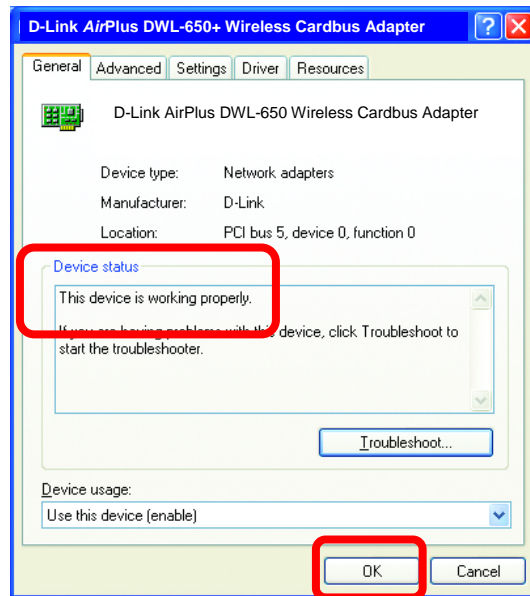 D-Link AirPlus DWL-650+ Wireless Cardbus Adapter
General Advanced Settings Driver Resources
D-Link AirPlus DWL-650 Wireless Cardbus Adapter
Device type: Network adapters
Manufacturer: D-Link
Location: PCI bus 5, device 0, function 0
Device status
This device is working properly.
If you are having problems with this device, click Troubleshoot to
start the troubleshooter.
Troubleshoot...
Device usage:
Use this device (enable)
OK Cancel